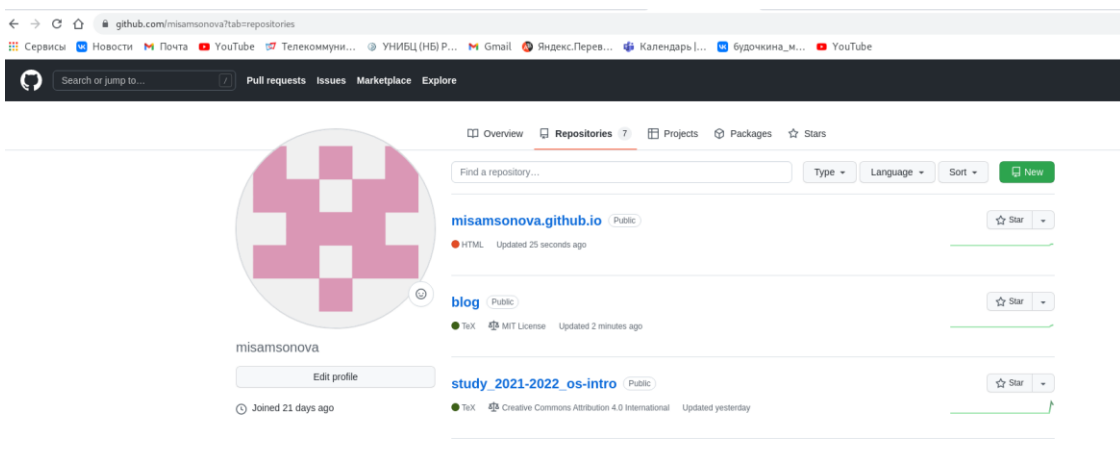 github.com/misamsonova?tab=repositories
Сервисы Новости Почта YouTube Телекоммуни... УНИБЦ (НБ) Р... Gmail Яндекс.Перев... Календарь |... будочкина_м... YouTube
Search or jump to... / Pull requests Issues Marketplace Explore
Overview Repositories 7 Projects Packages Stars
Find a repository... Type Language Sort New
misamsonova.github.io Public Star
HTML Updated 25 seconds ago
blog Public Star
TeX MIT License Updated 2 minutes ago
misamsonova
Edit profile
study_2021-2022_os-intro Public Star
Joined 21 days ago
TeX Creative Commons Attribution 4.0 International Updated yesterday